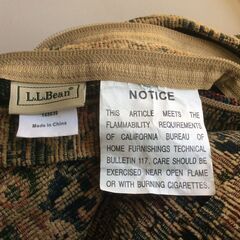 L.L.Bean®
Made in China
NOTICE
THIS ARTICLE MEETS THE
FLAMMABILITY REQUIREMENTS
OF CALIFORNIA BUREAU OF
HOME FURNISHINGS TECHNICAL
BULLETIN 117. CARE SHOULD BE
EXERCISED NEAR OPEN FLAME
OR WITH BURNING CIGARETTES.